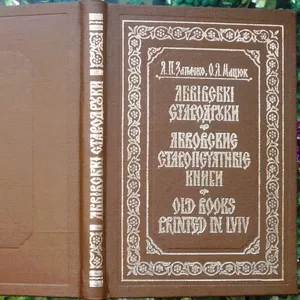 ЛЬВІВСЬКІ СТАРОДРУКИ
Я.П. Запаско, О.Я. Мацюк
ЛЬВІВСЬКІ
СТАРОДРУКИ
ЛЬВОВСКИЕ
СТАРОПЕЧАТНЫЕ
КНИГИ
OLD BOOKS
PRINTED IN LVIV